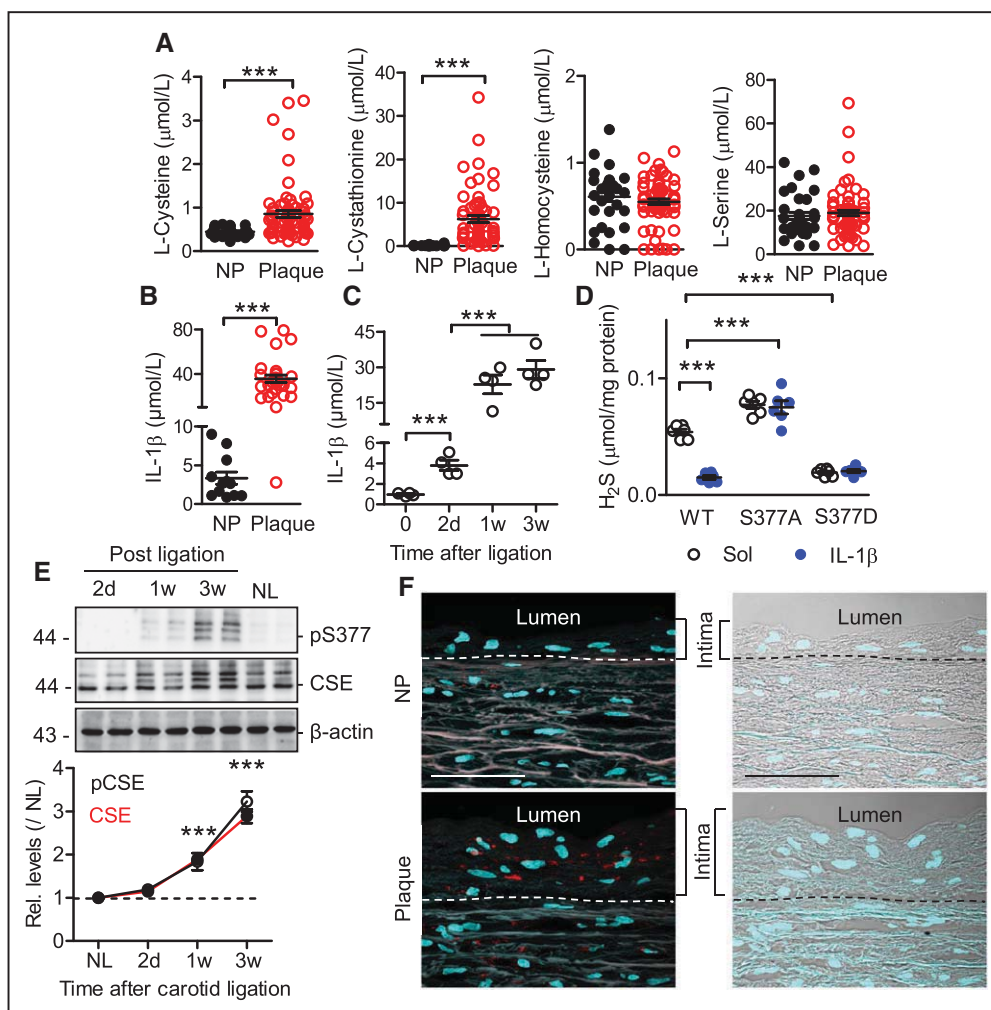 A
L-Cysteine (μmol/L)
4
3
2
1
0
***
NP Plaque
L-Cystathionine (μmol/L)
40
30
20
10
0
***
NP Plaque
L-Homocysteine (μmol/L)
2
1
0
NP Plaque
L-Serine (μmol/L)
80
60
40
20
0
NP Plaque
B
IL-1β (μmol/L)
80
40
10
5
0
***
NP Plaque
C
IL-1β (μmol/L)
45
30
15
6
4
2
0
***
***
0 2d 1w 3w
Time after ligation
D
H2S (μmol/mg protein)
0.1
0.0
***
***
***
WT S377A S377D
Sol IL-1β
E
Post ligation
2d 1w 3w NL
44 - pS377
44 - CSE
43 - β-actin
Rel. levels (/ NL)
4
3
2
1
0
pCSE
CSE
***
***
NL 2d 1w 3w
Time after carotid ligation
F
Lumen
Lumen
Intima
NP
Lumen
Lumen
Intima
Plaque